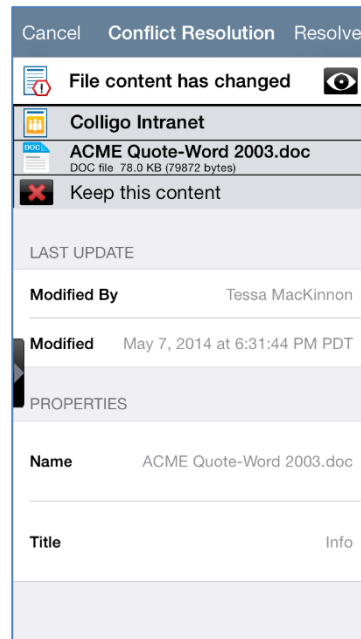 Cancel Conflict Resolution Resolve
File content has changed
Colligo Intranet
DOC
ACME Quote-Word 2003.doc
DOC file 78.0 KB (79872 bytes)
Keep this content
LAST UPDATE
Modified By Tessa MacKinnon
Modified May 7, 2014 at 6:31:44 PM PDT
PROPERTIES
Name ACME Quote-Word 2003.doc
Title Info